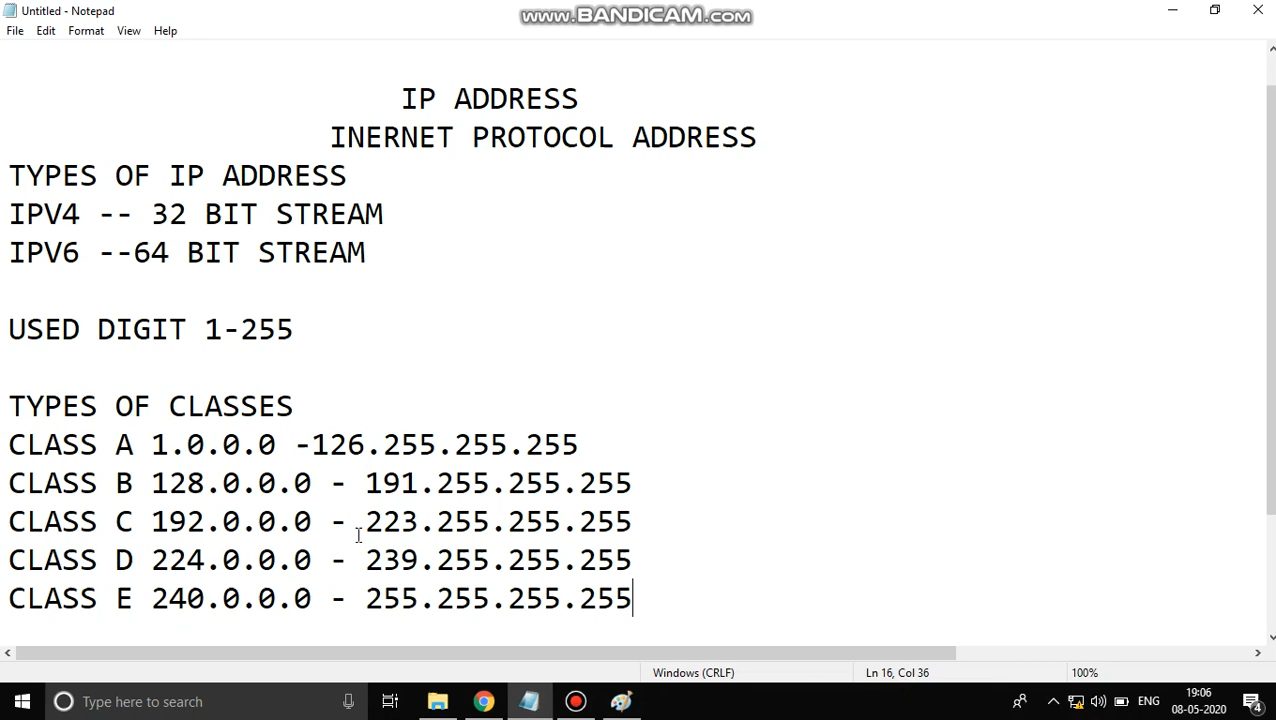 Untitled - Notepad
www.BANDICAM.com
File Edit Format View Help
IP ADDRESS
INERNET PROTOCOL ADDRESS
TYPES OF IP ADDRESS
IPV4 -- 32 BIT STREAM
IPV6 --64 BIT STREAM
USED DIGIT 1-255
TYPES OF CLASSES
CLASS A 1.0.0.0 -126.255.255.255
CLASS B 128.0.0.0 - 191.255.255.255
CLASS C 192.0.0.0 - 223.255.255.255
CLASS D 224.0.0.0 - 239.255.255.255
CLASS E 240.0.0.0 - 255.255.255.255
Windows (CRLF) Ln 16, Col 36 100%
Type here to search
ENG
19:06
08-05-2020
4